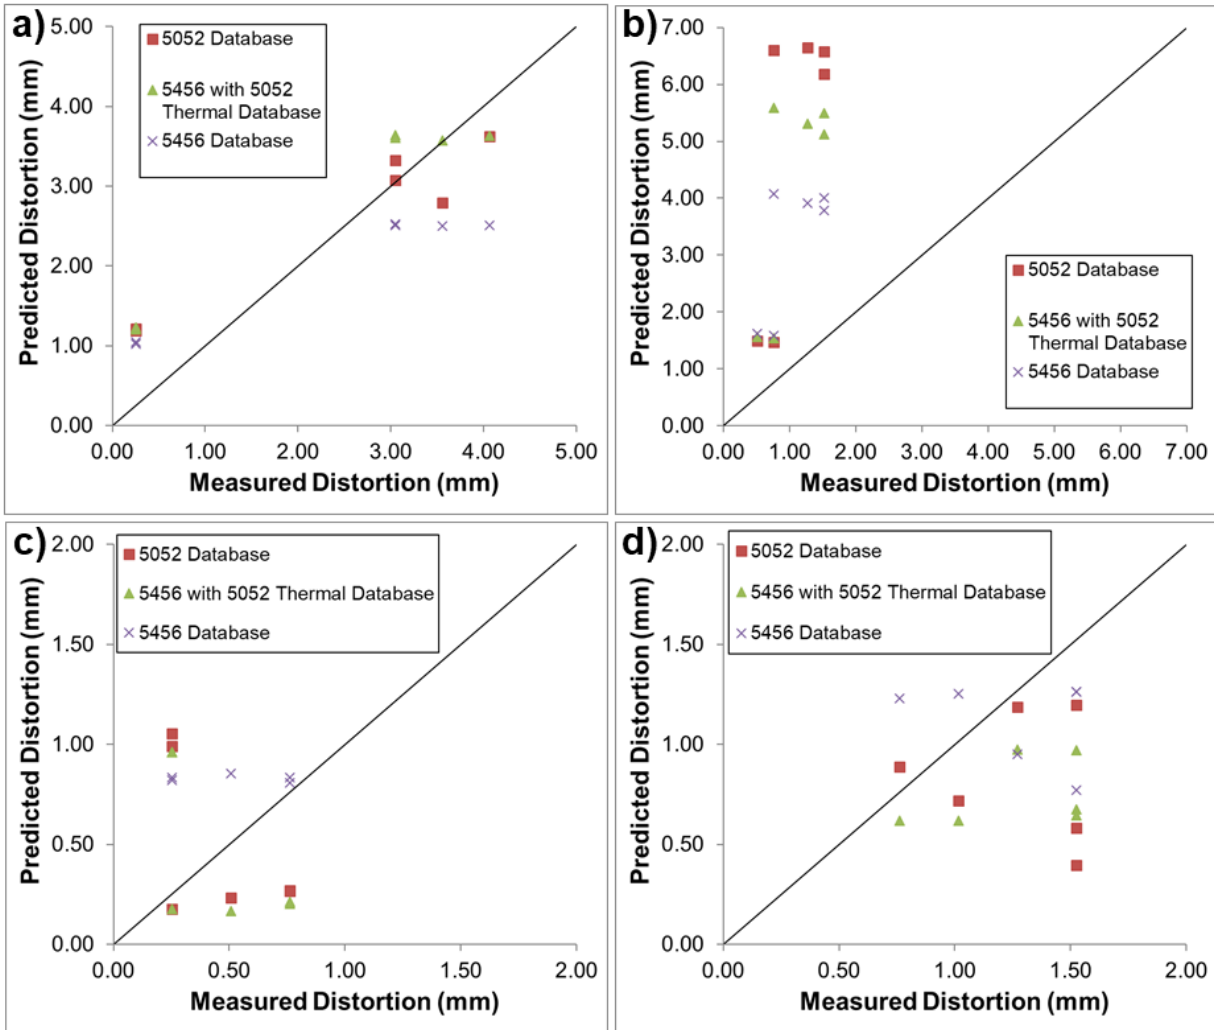 a)
5.00
4.00
3.00
2.00
1.00
0.00
Predicted Distortion (mm)
5052 Database
5456 with 5052
Thermal Database
5456 Database
0.00 1.00 2.00 3.00 4.00 5.00
Measured Distortion (mm)
b)
7.00
6.00
5.00
4.00
3.00
2.00
1.00
0.00
Predicted Distortion (mm)
5052 Database
5456 with 5052
Thermal Database
5456 Database
0.00 1.00 2.00 3.00 4.00 5.00 6.00 7.00
Measured Distortion (mm)
c)
2.00
1.50
1.00
0.50
0.00
Predicted Distortion (mm)
5052 Database
5456 with 5052 Thermal Database
5456 Database
0.00 0.50 1.00 1.50 2.00
Measured Distortion (mm)
d)
2.00
1.50
1.00
0.50
0.00
Predicted Distortion (mm)
5052 Database
5456 with 5052 Thermal Database
5456 Database
0.00 0.50 1.00 1.50 2.00
Measured Distortion (mm)